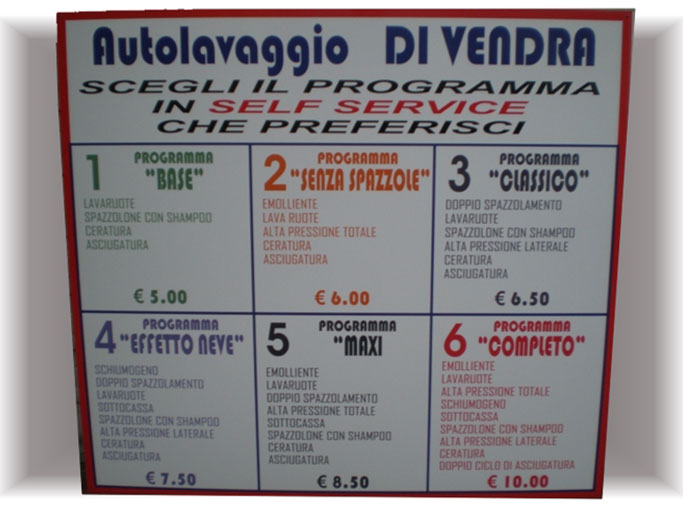 Autolavaggio DI VENDRA
SCEGLI IL PROGRAMMA
IN SELF SERVICE
CHE PREFERISCI
1 PROGRAMMA
"BASE"
LAVARUOTE
SPAZZOLONE CON SHAMPOO
CERATURA
ASCIUGATURA
€ 5.00
2 PROGRAMMA
"SENZA SPAZZOLE"
EMOLLIENTE
LAVA RUOTE
ALTA PRESSIONE TOTALE
CERATURA
ASCIUGATURA
€ 6.00
3 PROGRAMMA
"CLASSICO"
DOPPIO SPAZZOLAMENTO
LAVARUOTE
SPAZZOLONE CON SHAMPOO
ALTA PRESSIONE LATERALE
CERATURA
ASCIUGATURA
€ 6.50
4 PROGRAMMA
"EFFETTO NEVE"
SCHIUMOGENO
DOPPIO SPAZZOLAMENTO
LAVARUOTE
SOTTOCASSA
SPAZZOLONE CON SHAMPOO
ALTA PRESSIONE LATERALE
CERATURA
ASCIUGATURA
€ 7.50
5 PROGRAMMA
"MAXI
EMOLLIENTE
LAVARUOTE
DOPPIO SPAZZOLAMENTO
ALTA PRESSIONE TOTALE
SOTTOCASSA
SPAZZOLONE CON SHAMPOO
CERATURA
ASCIUGATURA
€ 8.50
6 PROGRAMMA
"COMPLETO"
EMOLLIENTE
LAVARUOTE
ALTA PRESSIONE TOTALE
SCHIUMOGENO
SOTTOCASSA
SPAZZOLONE CON SHAMPOO
ALTA PRESSIONE LATERALE
CERATURA
DOPPIO CICLO DI ASCIUGATURA
€ 10.00